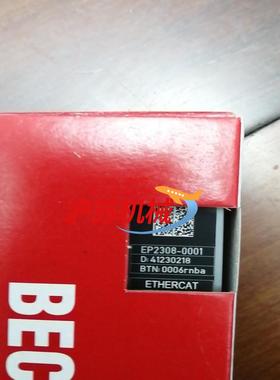 EP2308-0001
D: 41230218
BTN: 0006rnba
ETHERCAT
BEC